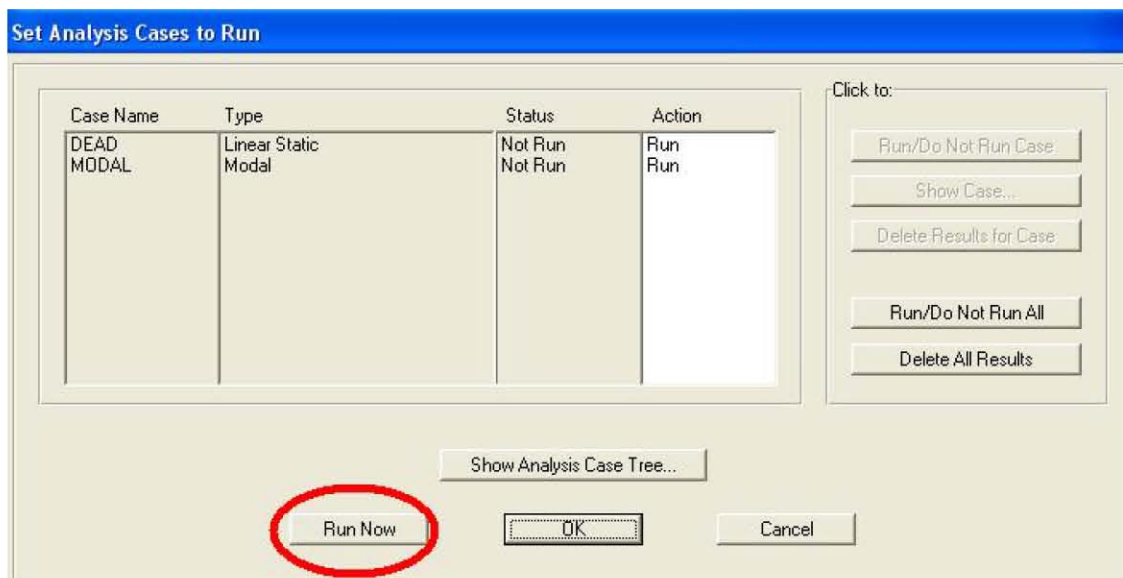 Set Analysis Cases to Run
Case Name Type Status Action
DEAD Linear Static Not Run Run
MODAL Modal Not Run Run
Click to:
Run/Do Not Run Case
Show Case...
Delete Results for Case
Run/Do Not Run All
Delete All Results
Show Analysis Case Tree...
Run Now OK Cancel